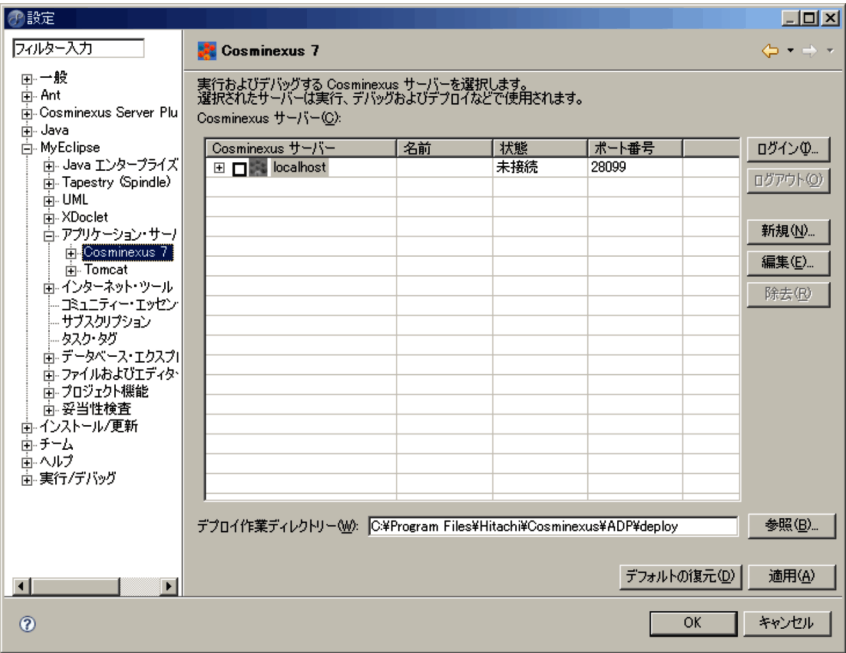 設定
フィルター入力
一般
Ant
Cosminexus Server Plu
Java
MyEclipse
Java エンタープライズ
Tapestry (Spindle)
UML
XDoclet
アプリケーション・サーバ
Cosminexus 7
Tomcat
インターネット・ツール
コミュニティー・エッセン
サブスクリプション
タスク・タグ
データベース・エクスプロ
ファイルおよびエディタ
プロジェクト機能
妥当性検査
インストール/更新
チーム
ヘルプ
実行/デバッグ
Cosminexus 7
実行およびデバッグする Cosminexus サーバーを選択します。
選択されたサーバーは実行、デバッグおよびデプロイなどで使用されます。
Cosminexus サーバー(C):
Cosminexus サーバー 名前 状態 ポート番号
localhost 未接続 28099
ログイン(I)...
ログアウト(O)
新規(N)...
編集(E)...
除去(R)
デプロイ作業ディレクトリー(W): C:¥Program Files¥Hitachi¥Cosminexus¥ADP¥deploy 参照(B)...
デフォルトの復元(D) 適用(A)
OK キャンセル